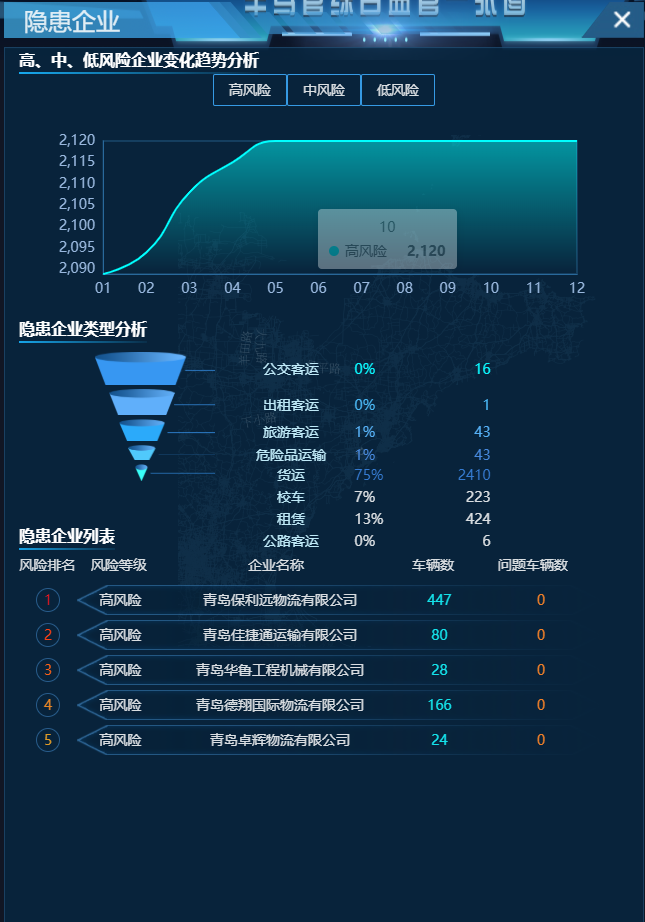 隐患企业
高、中、低风险企业变化趋势分析
高风险 中风险 低风险
2,120
2,115
2,110
2,105
2,100
2,095
2,090
10
高风险 2,120
01 02 03 04 05 06 07 08 09 10 11 12
隐患企业类型分析
公交客运 0% 16
出租客运 0% 1
旅游客运 1% 43
危险品运输 1% 43
货运 75% 2410
校车 7% 223
租赁 13% 424
公路客运 0% 6
隐患企业列表
风险排名 风险等级 企业名称 车辆数 问题车辆数
1 高风险 青岛保利远物流有限公司 447 0
2 高风险 青岛佳捷通运输有限公司 80 0
3 高风险 青岛华鲁工程机械有限公司 28 0
4 高风险 青岛德翔国际物流有限公司 166 0
5 高风险 青岛卓辉物流有限公司 24 0